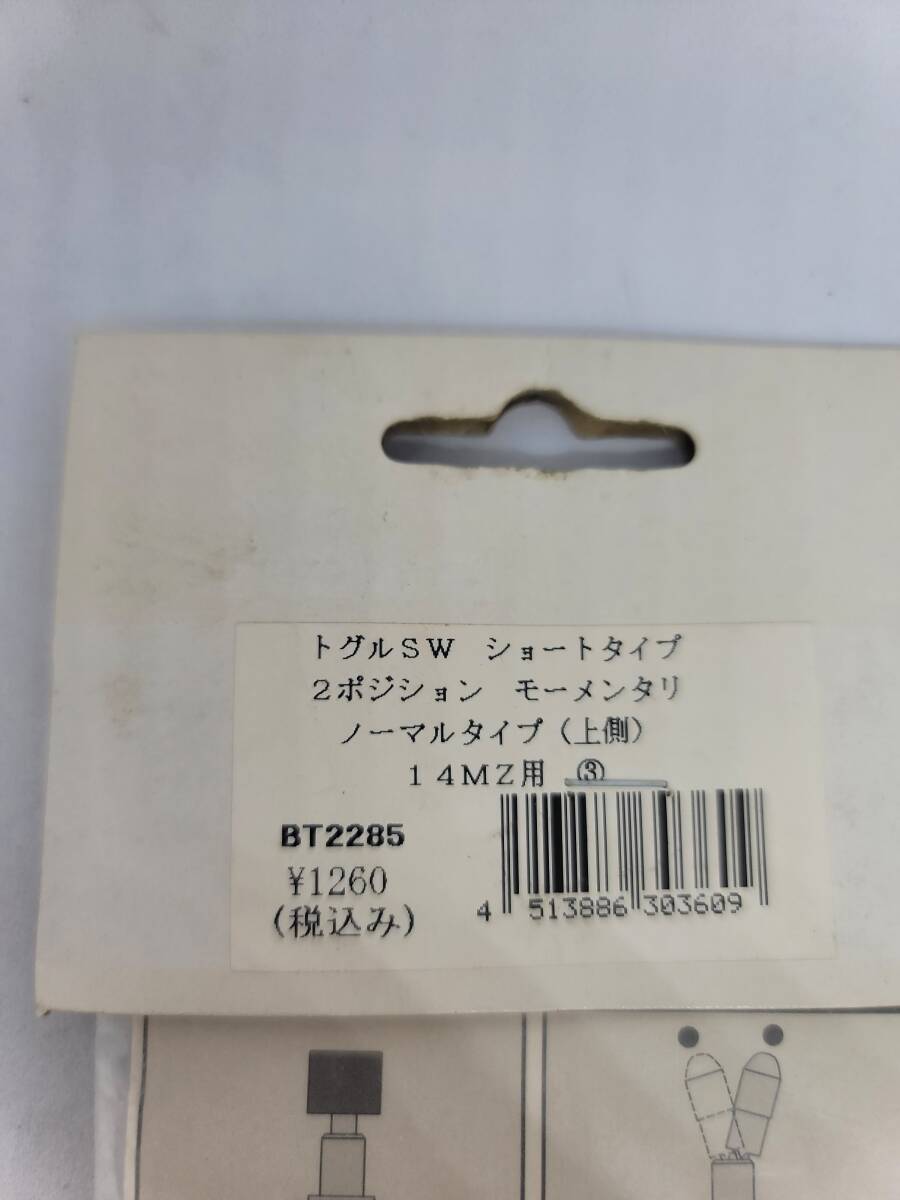 トグルSW ショートタイプ
2ポジション モーメンタリ
ノーマルタイプ（上側）
14MZ用 ③
BT2285
¥1260
(税込み)
4 513886 303609